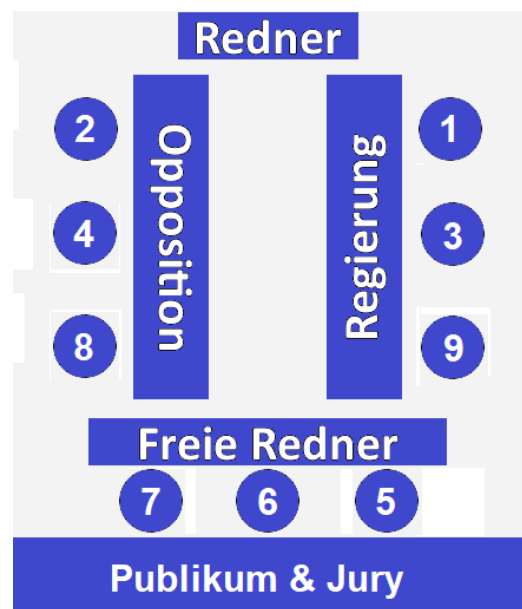 Redner
2
Opposition
Regierung
1
4
3
8
9
Freie Redner
7
6
5
Publikum & Jury